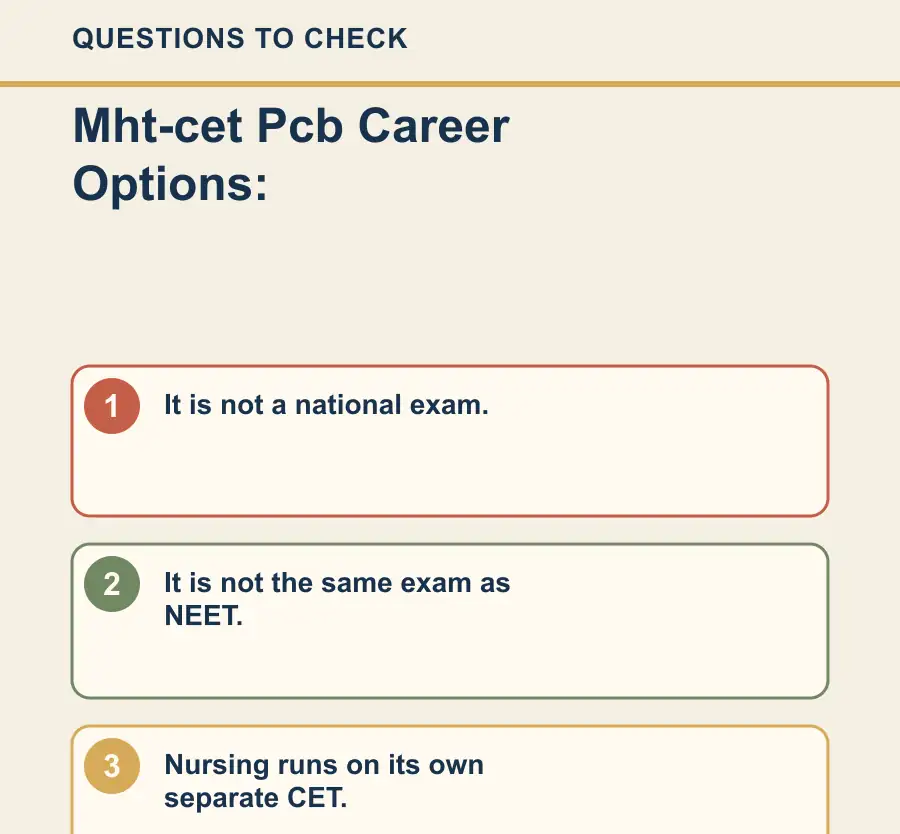 QUESTIONS TO CHECK
Mht-cet Pcb Career
Options:
1
It is not a national exam.
2
It is not the same exam as
NEET.
3
Nursing runs on its own
separate CET.